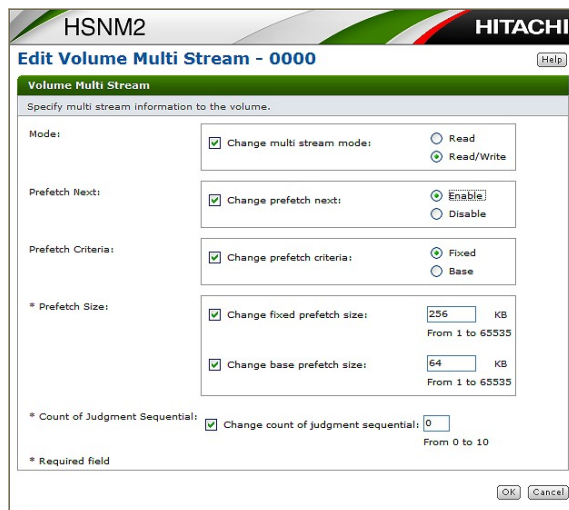 HSNM2
HITACHI
Edit Volume Multi Stream - 0000
Help
Volume Multi Stream
Specify multi stream information to the volume.
Mode:
Change multi stream mode:
Read
Read/Write
Prefetch Next:
Change prefetch next:
Enable
Disable
Prefetch Criteria:
Change prefetch criteria:
Fixed
Base
* Prefetch Size:
Change fixed prefetch size:
256 KB
From 1 to 65535
Change base prefetch size:
64 KB
From 1 to 65535
* Count of Judgment Sequential:
Change count of judgment sequential:
0
From 0 to 10
* Required field
OK Cancel